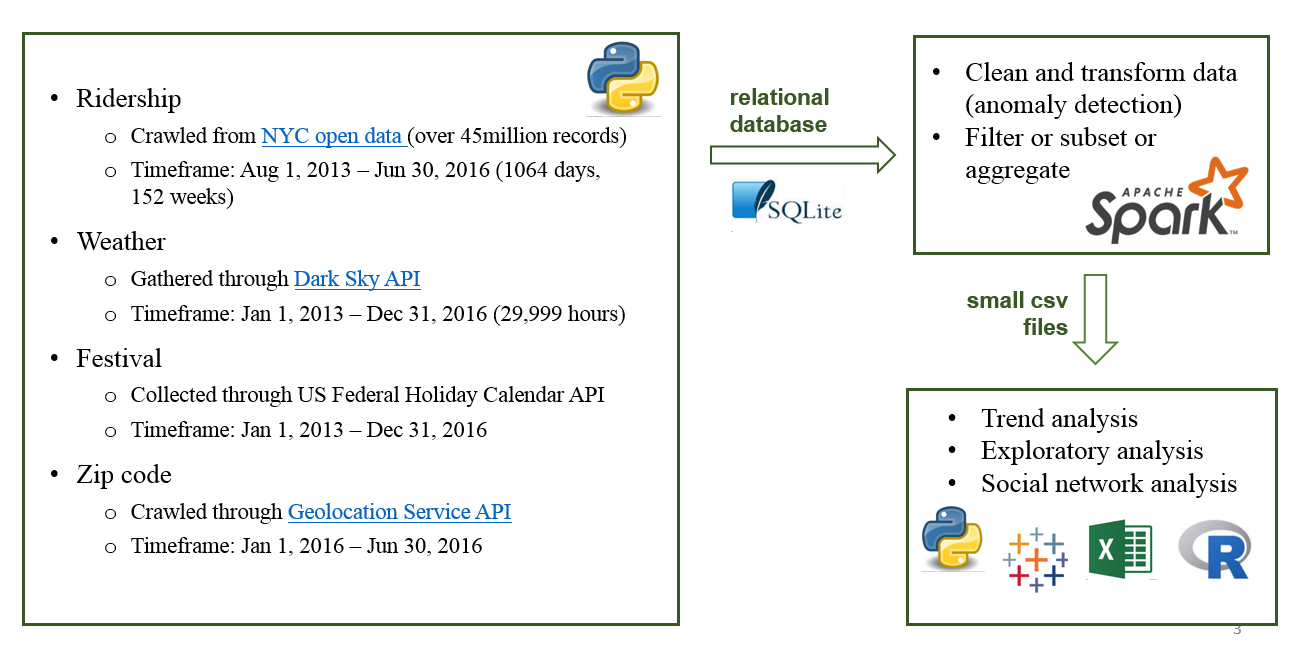 • Ridership
o Crawled from NYC open data (over 45million records)
o Timeframe: Aug 1, 2013 – Jun 30, 2016 (1064 days,
152 weeks)
• Weather
o Gathered through Dark Sky API
o Timeframe: Jan 1, 2013 – Dec 31, 2016 (29,999 hours)
• Festival
o Collected through US Federal Holiday Calendar API
o Timeframe: Jan 1, 2013 – Dec 31, 2016
• Zip code
o Crawled through Geolocation Service API
o Timeframe: Jan 1, 2016 – Jun 30, 2016
relational
database
SQLite
• Clean and transform data
(anomaly detection)
• Filter or subset or
aggregate
APACHE
Spark™
small csv
files
• Trend analysis
• Exploratory analysis
• Social network analysis
X
R
3